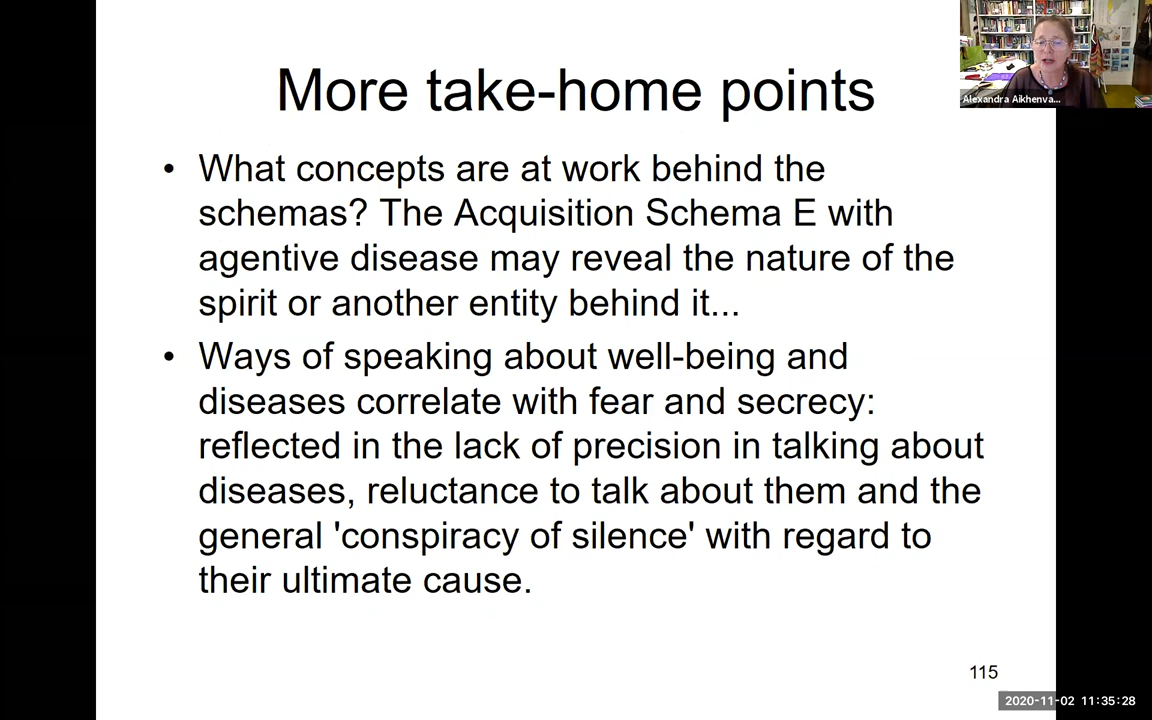 More take-home points
Alexandra Aikhenva...
• What concepts are at work behind the
schemas? The Acquisition Schema E with
agentive disease may reveal the nature of the
spirit or another entity behind it...
• Ways of speaking about well-being and
diseases correlate with fear and secrecy:
reflected in the lack of precision in talking about
diseases, reluctance to talk about them and the
general 'conspiracy of silence' with regard to
their ultimate cause.
115
2020-11-02 11:35:28